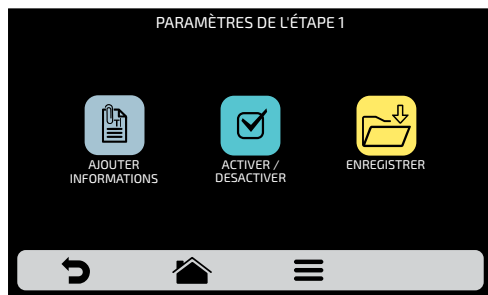 PARAMÈTRES DE L'ÉTAPE 1
AJOUTER
INFORMATIONS
ACTIVER /
DESACTIVER
ENREGISTRER